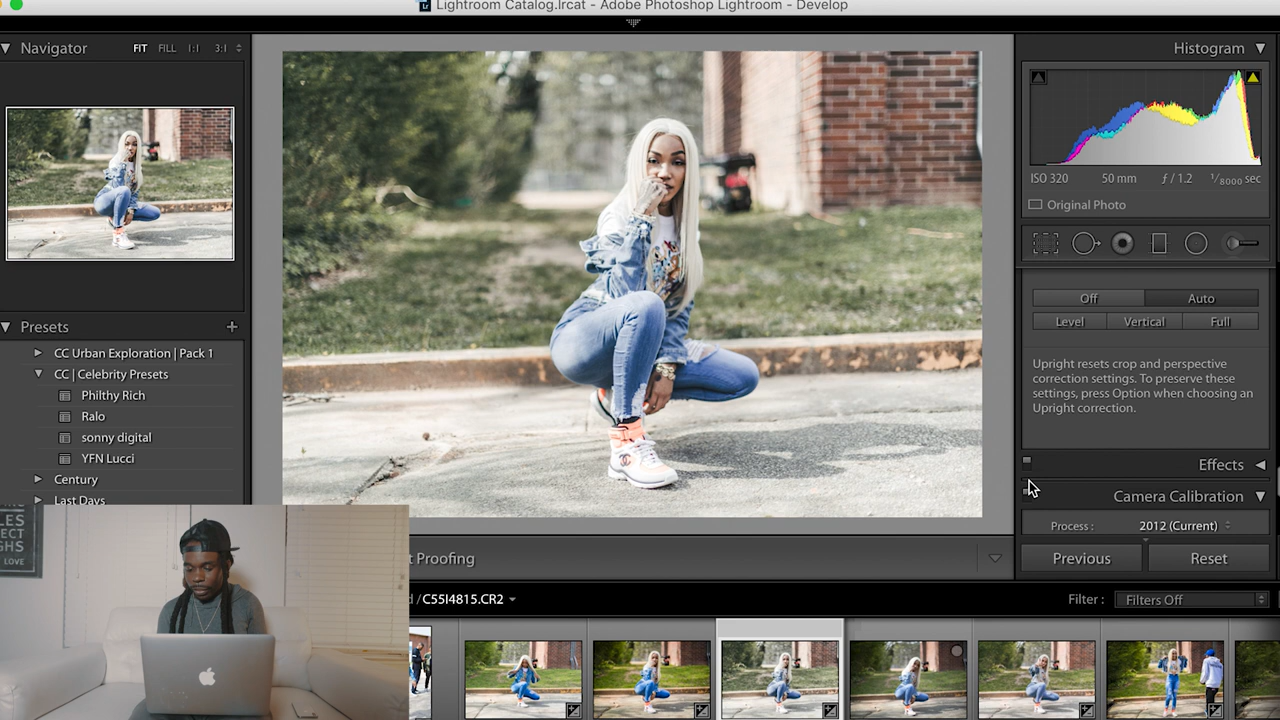 Lightroom Catalog.lrcat - Adobe Photoshop Lightroom - Develop
Navigator
FIT FILL 1:1 3:1
Histogram
ISO 320 50 mm ƒ / 1.2 1/8000 sec
Original Photo
Off Auto
Level Vertical Full
Upright resets crop and perspective
correction settings. To preserve these
settings, press Option when choosing an
Upright correction.
Effects
Camera Calibration
Process : 2012 (Current)
Previous Reset
Presets +
CC Urban Exploration | Pack 1
CC | Celebrity Presets
Philthy Rich
Ralo
sonny digital
YFN Lucci
Century
Last Days
t Proofing
/C55I4815.CR2
Filter : Filters Off
LOVE